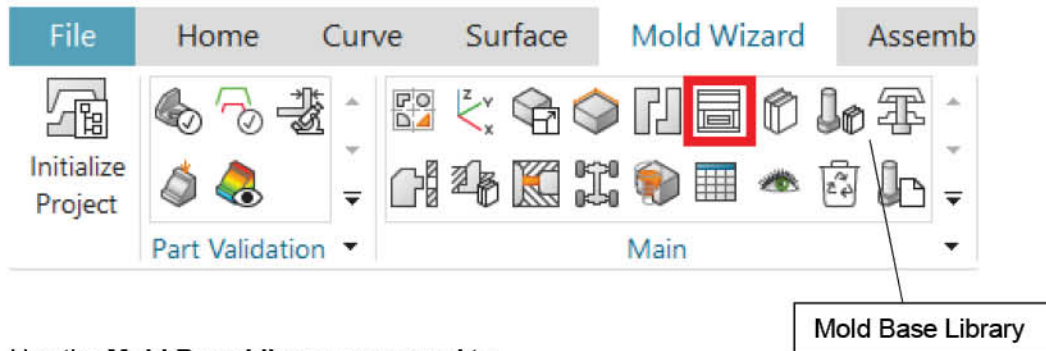 File Home Curve Surface Mold Wizard Assemb
Initialize
Project
Part Validation
Main
Z Y X
Mold Base Library